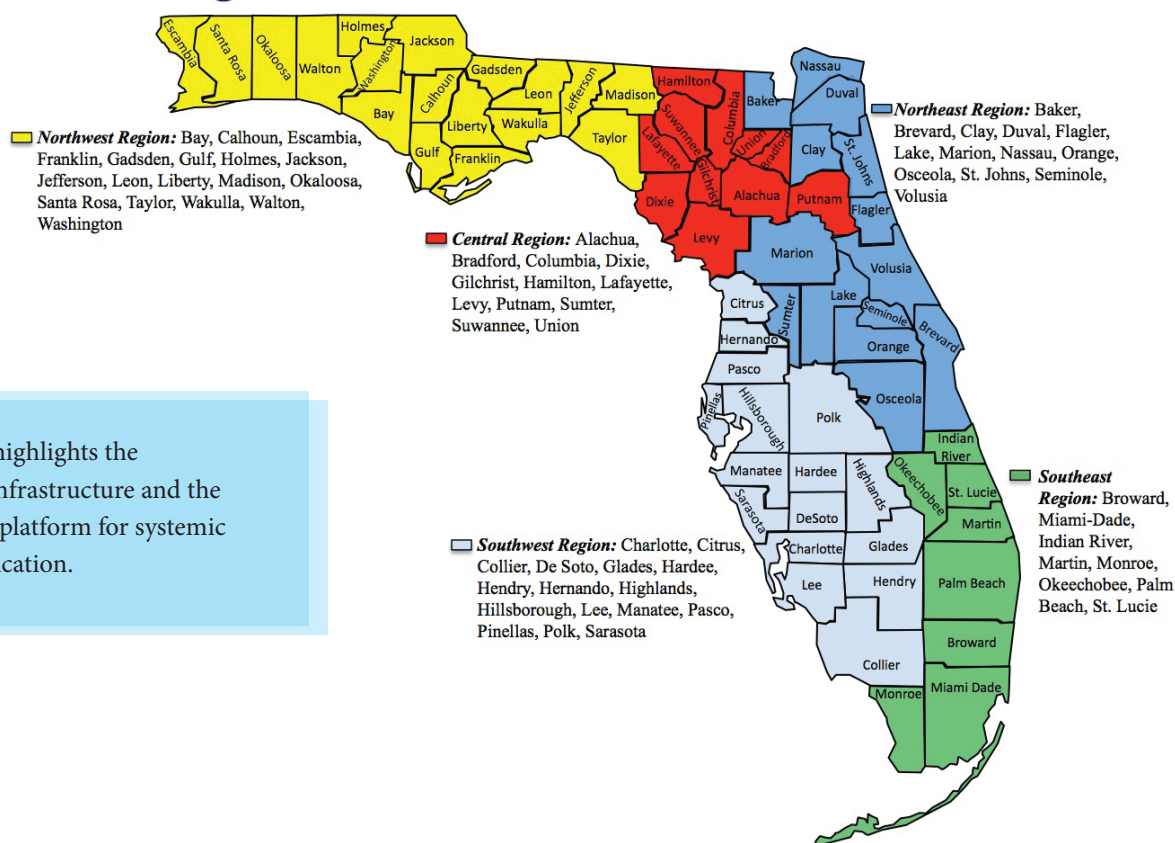 Escambia
Santa Rosa
Okaloosa
Walton
Holmes
Washington
Jackson
Bay
Calhoun
Gulf
Liberty
Gadsden
Franklin
Leon
Wakulla
Jefferson
Madison
Taylor
Hamilton
Suwannee
Lafayette
Columbia
Dixie
Gilchrist
Union
Bradford
Alachua
Levy
Putnam
Baker
Nassau
Duval
Clay
St. Johns
Flagler
Marion
Volusia
Lake
Sumter
Seminole
Orange
Brevard
Osceola
Citrus
Hernando
Pasco
Pinellas
Hillsborough
Polk
Manatee
Hardee
Highlands
Sarasota
DeSoto
Charlotte
Glades
Lee
Hendry
Collier
Indian
River
Okeechobee
St. Lucie
Martin
Palm Beach
Broward
Monroe
Miami Dade
Northwest Region: Bay, Calhoun, Escambia,
Franklin, Gadsden, Gulf, Holmes, Jackson,
Jefferson, Leon, Liberty, Madison, Okaloosa,
Santa Rosa, Taylor, Wakulla, Walton,
Washington
Northeast Region: Baker,
Brevard, Clay, Duval, Flagler,
Lake, Marion, Nassau, Orange,
Osceola, St. Johns, Seminole,
Volusia
Central Region: Alachua,
Bradford, Columbia, Dixie,
Gilchrist, Hamilton, Lafayette,
Levy, Putnam, Sumter,
Suwannee, Union
highlights the
nfrastructure and the
platform for systemic
ication.
Southwest Region: Charlotte, Citrus,
Collier, De Soto, Glades, Hardee,
Hendry, Hernando, Highlands,
Hillsborough, Lee, Manatee, Pasco,
Pinellas, Polk, Sarasota
Southeast
Region: Broward,
Miami-Dade,
Indian River,
Martin, Monroe,
Okeechobee, Palm
Beach, St. Lucie